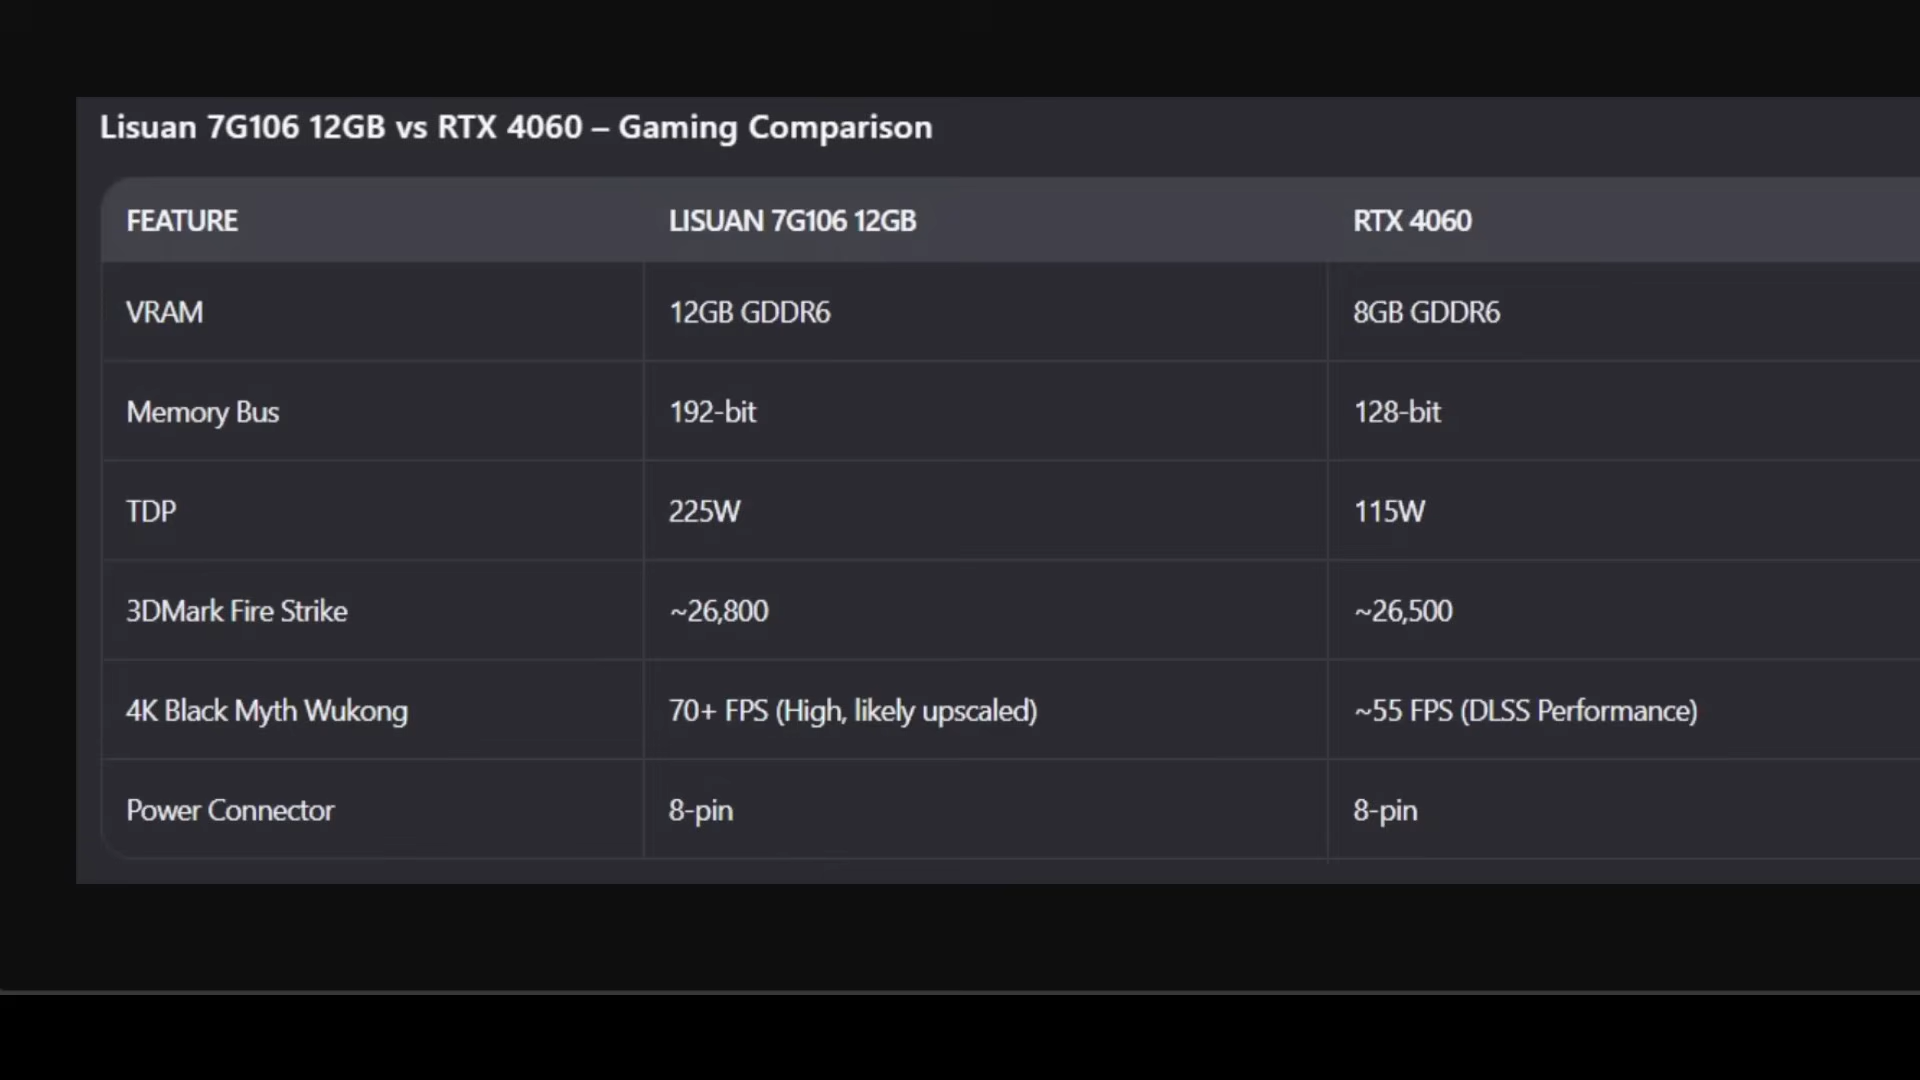 Lisuan 7G106 12GB vs RTX 4060 – Gaming Comparison
FEATURE LISUAN 7G106 12GB RTX 4060
VRAM 12GB GDDR6 8GB GDDR6
Memory Bus 192-bit 128-bit
TDP 225W 115W
3DMark Fire Strike ~26,800 ~26,500
4K Black Myth Wukong 70+ FPS (High, likely upscaled) ~55 FPS (DLSS Performance)
Power Connector 8-pin 8-pin